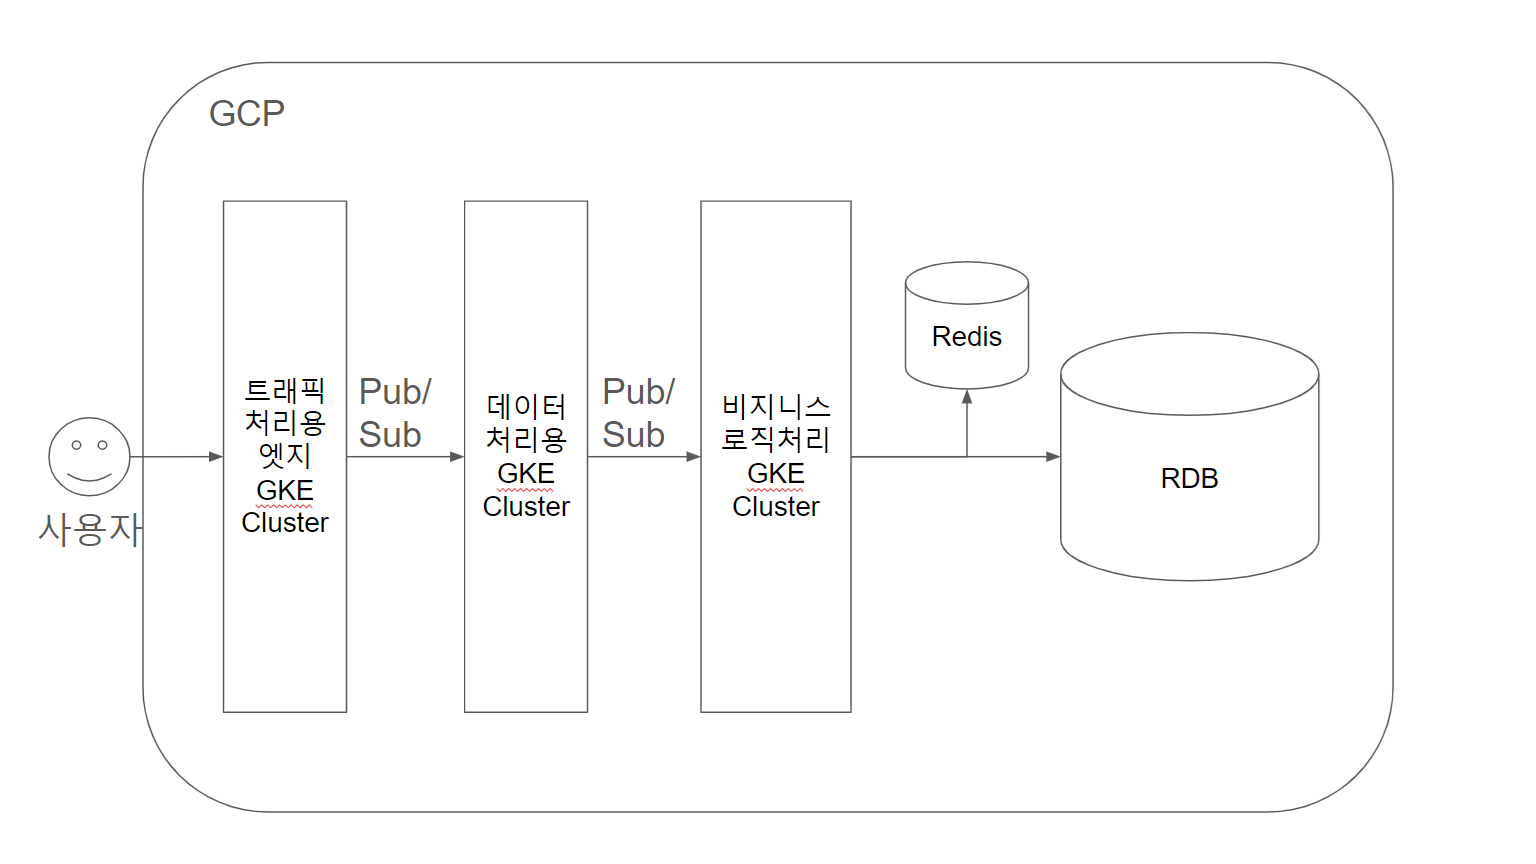 GCP
사용자
트래픽
처리용
엣지
GKE
Cluster
Pub/
Sub
데이터
처리용
GKE
Cluster
Pub/
Sub
비지니스
로직처리
GKE
Cluster
Redis
RDB